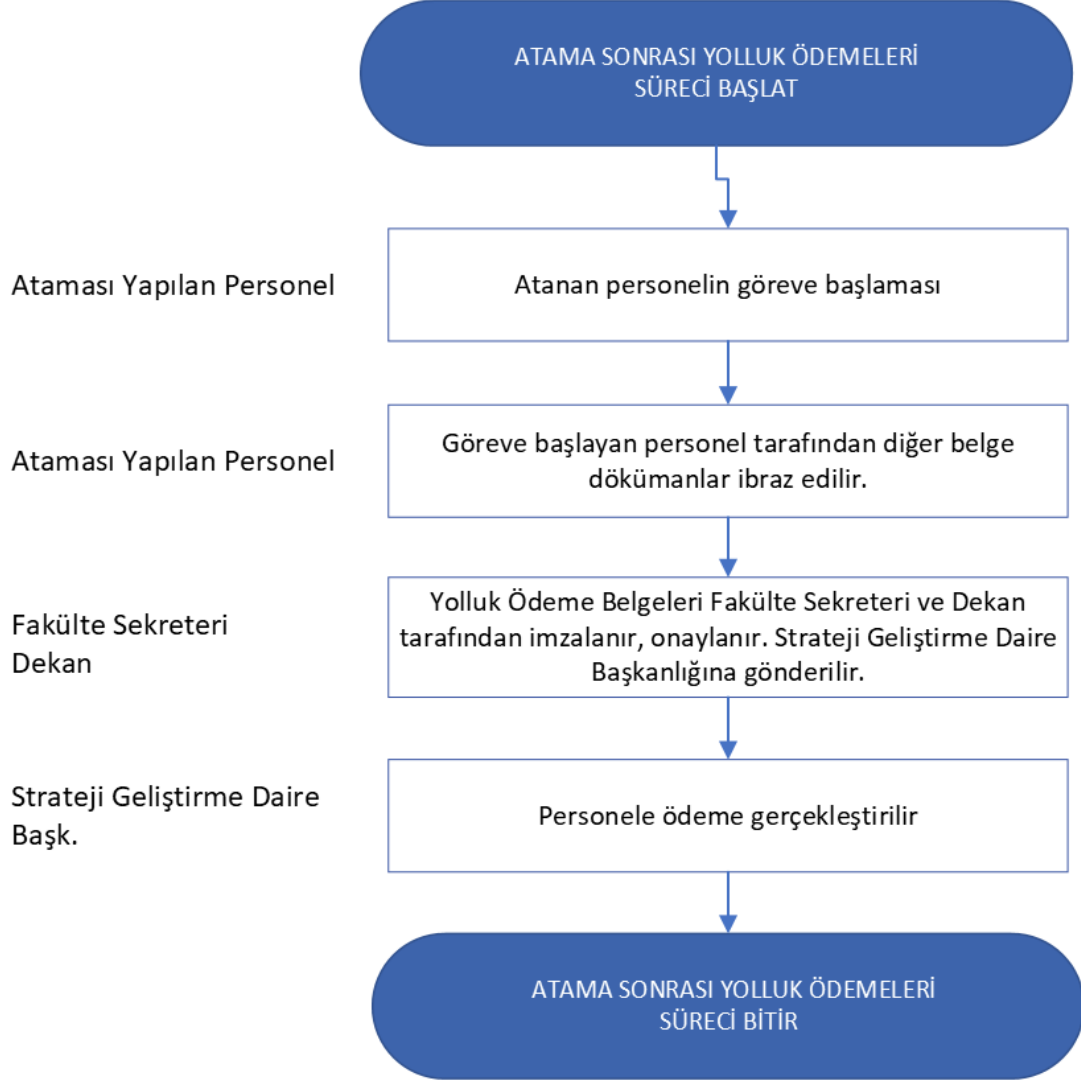 ATAMA SONRASI YOLLUK ÖDEMELERİ
SÜRECİ BAŞLAT
Ataması Yapılan Personel
Atanan personelin göreve başlaması
Ataması Yapılan Personel
Göreve başlayan personel tarafından diğer belge
dökümanlar ibraz edilir.
Fakülte Sekreteri
Dekan
Yolluk Ödeme Belgeleri Fakülte Sekreteri ve Dekan
tarafından imzalanır, onaylanır. Strateji Geliştirme Daire
Başkanlığına gönderilir.
Strateji Geliştirme Daire
Başk.
Personele ödeme gerçekleştirilir
ATAMA SONRASI YOLLUK ÖDEMELERİ
SÜRECİ BİTİR